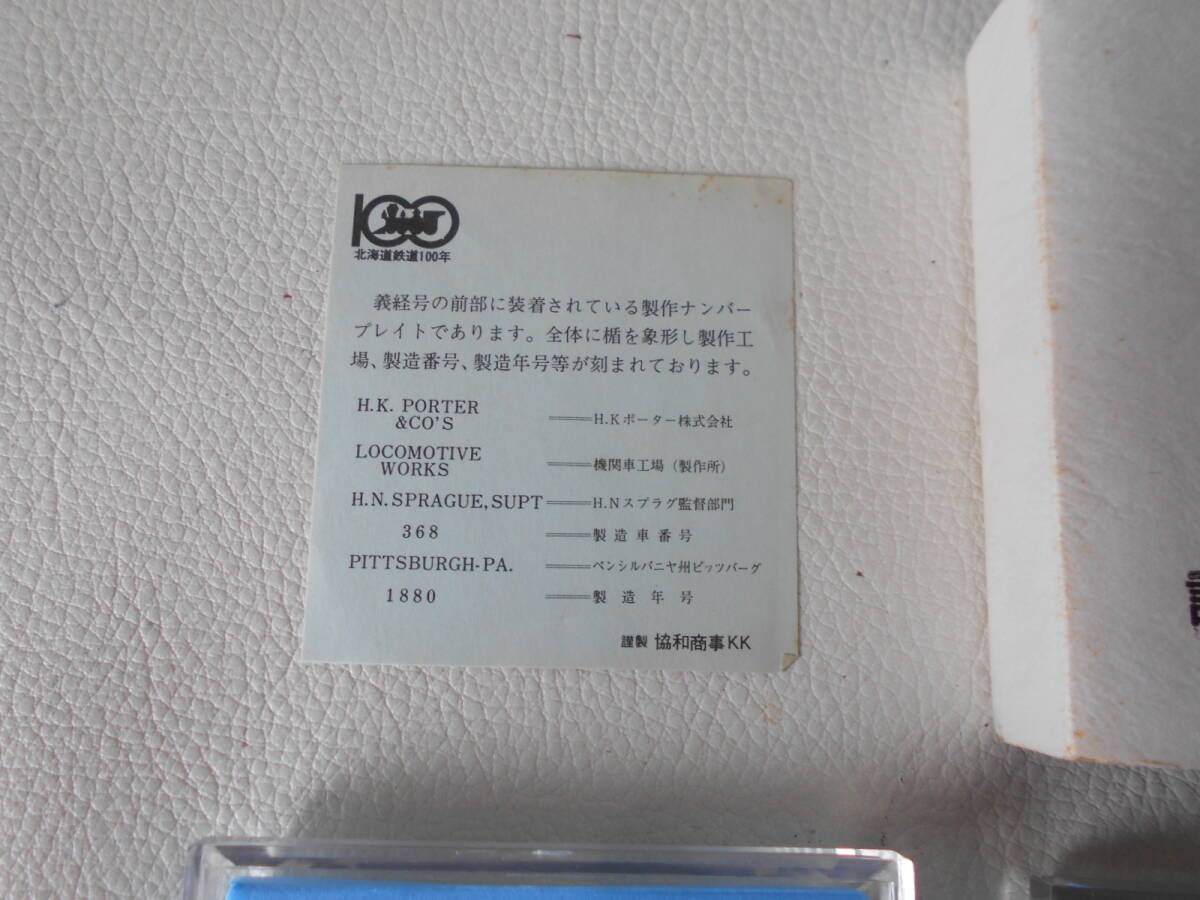 100
北海道鉄道100年
義経号の前部に装着されている製作ナンバー
プレイトであります。全体に楯を象形し製作工
場、製造番号、製造年号等が刻まれております。
H.K. PORTER
&CO'S ═══ H.Kポーター株式会社
LOCOMOTIVE
WORKS ═══ 機関車工場（製作所）
H.N.SPRAGUE,SUPT ═══ H.Nスプラグ監督部門
368 ═══ 製造車番号
PITTSBURGH-PA. ═══ ペンシルバニヤ州ピッツバーグ
1880 ═══ 製造年号
謹製 協和商事KK